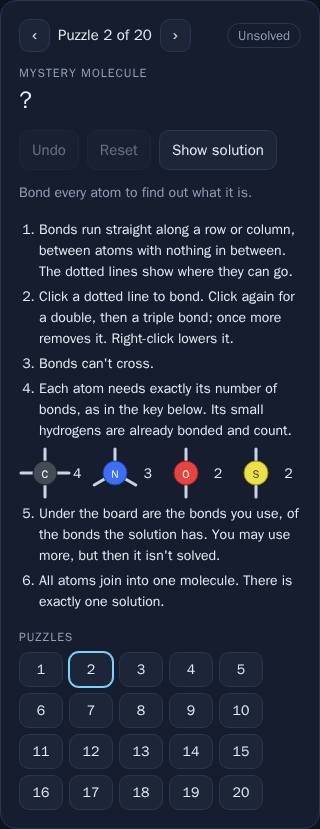 ‹ Puzzle 2 of 20 › Unsolved
MYSTERY MOLECULE
?
Undo Reset Show solution
Bond every atom to find out what it is.
1. Bonds run straight along a row or column,
between atoms with nothing in between.
The dotted lines show where they can go.
2. Click a dotted line to bond. Click again for
a double, then a triple bond; once more
removes it. Right-click lowers it.
3. Bonds can't cross.
4. Each atom needs exactly its number of
bonds, as in the key below. Its small
hydrogens are already bonded and count.
C 4 N 3 O 2 S 2
5. Under the board are the bonds you use, of
the bonds the solution has. You may use
more, but then it isn't solved.
6. All atoms join into one molecule. There is
exactly one solution.
PUZZLES
1 2 3 4 5
6 7 8 9 10
11 12 13 14 15
16 17 18 19 20